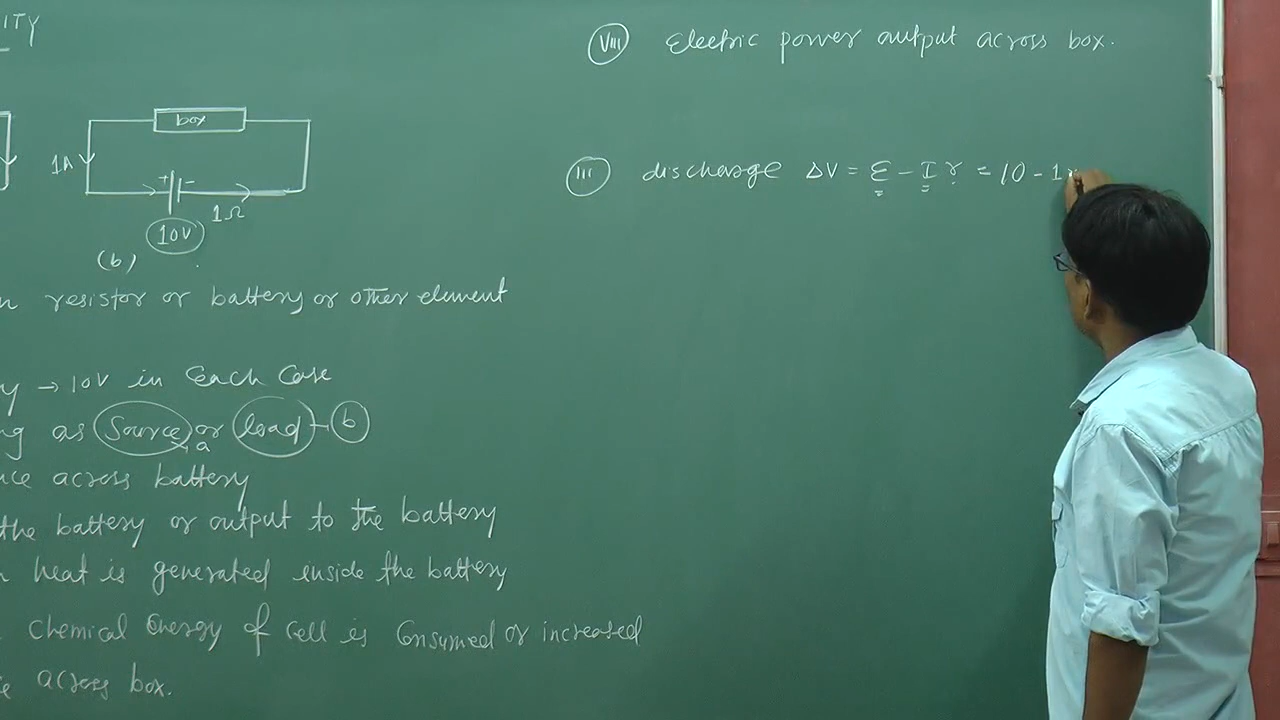 ITY
box
1A
+ -
1Ω
10V
(b)
resistor or battery or other element
→ 10V in Each Case
as Source or load - b
a
across battery
the battery or output to the battery
heat is generated inside the battery
Chemical Energy of Cell is Consumed or increased
across box.
VIII Electric power output across box.
III discharge ΔV = ε - I r = 10 - 1